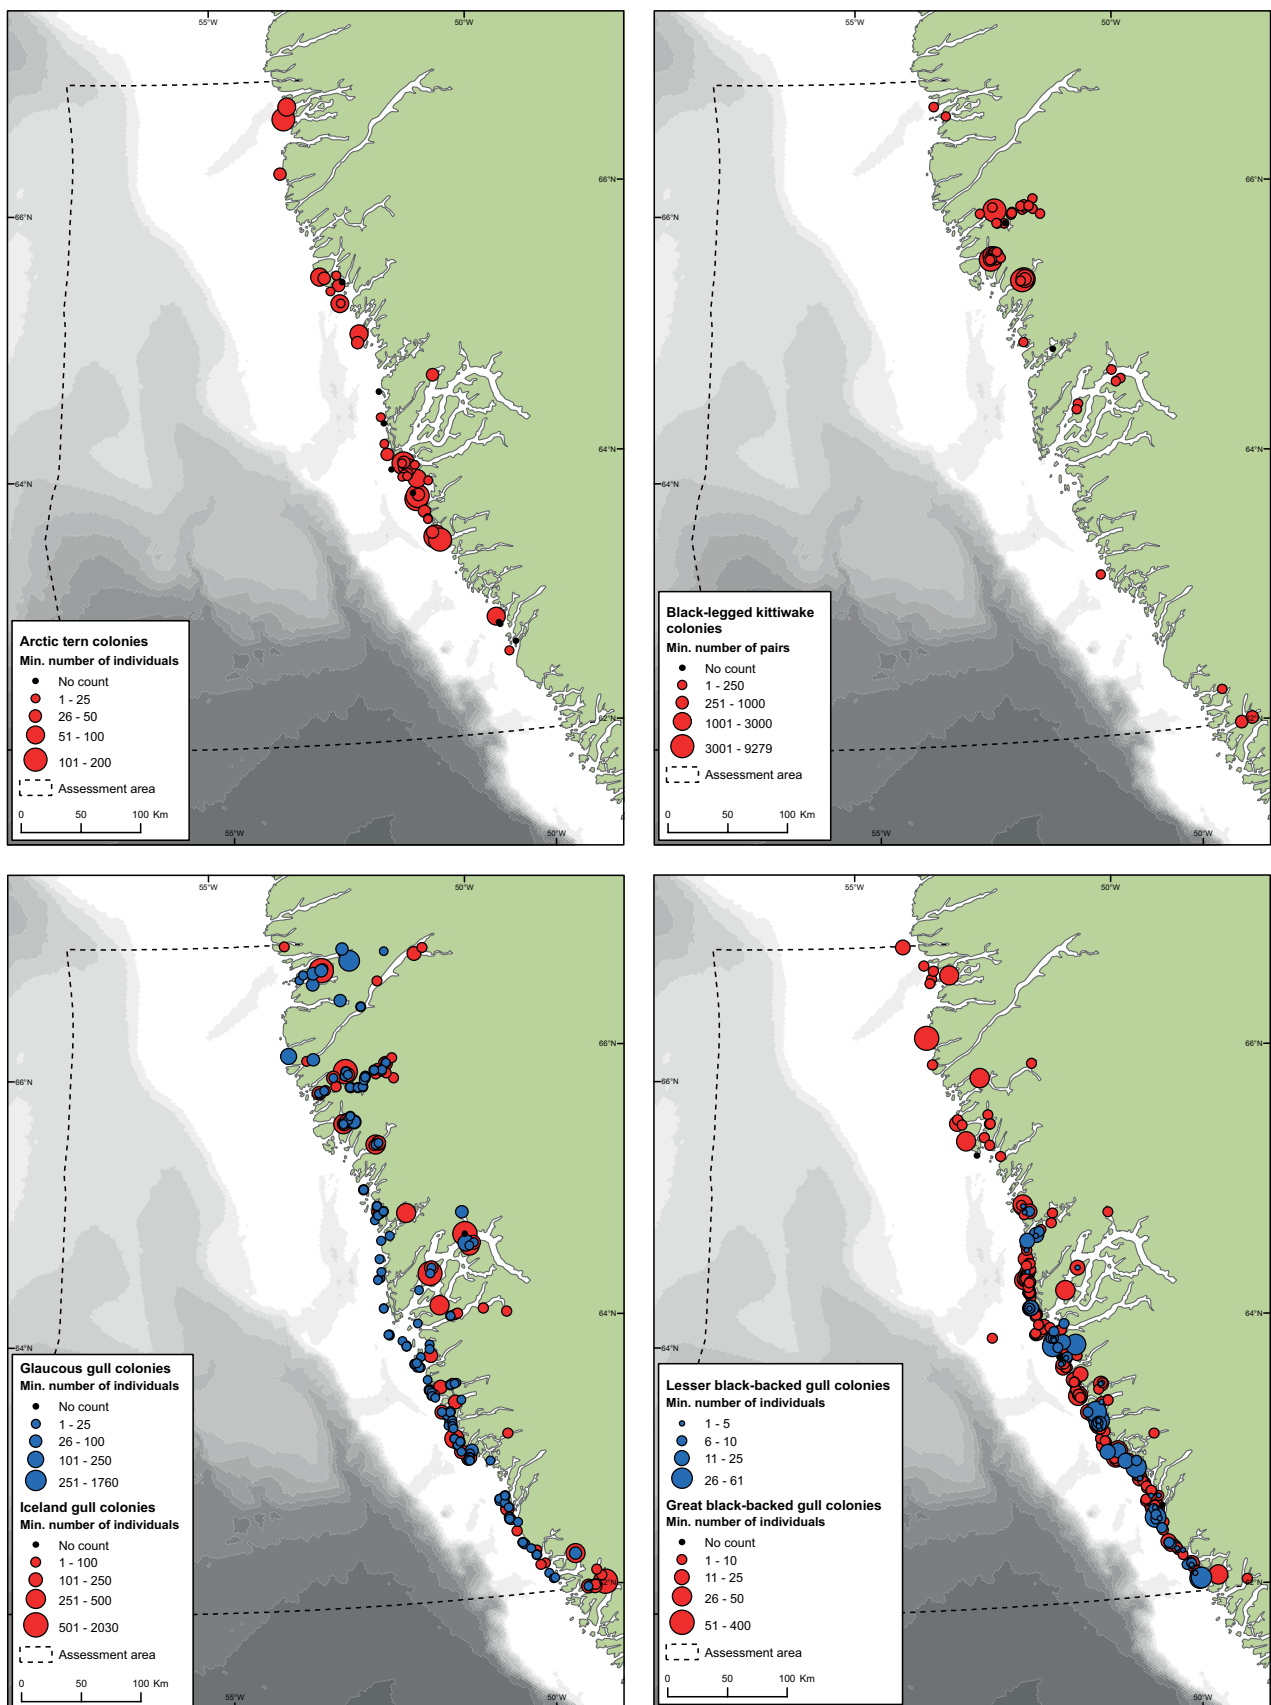 55°W
50°W
66°N
66°N
64°N
64°N
Arctic tern colonies
Min. number of individuals
No count
1 - 25
26 - 50
51 - 100
101 - 200
Assessment area
0 50 100 Km
62°N
55°W
50°W
55°W
50°W
66°N
66°N
64°N
64°N
Black-legged kittiwake
colonies
Min. number of pairs
No count
1 - 250
251 - 1000
1001 - 3000
3001 - 9279
Assessment area
0 50 100 Km
62°N
55°W
50°W
55°W
50°W
66°N
66°N
64°N
64°N
Glaucous gull colonies
Min. number of individuals
No count
1 - 25
26 - 100
101 - 250
251 - 1760
Iceland gull colonies
Min. number of individuals
No count
1 - 100
101 - 250
251 - 500
501 - 2030
Assessment area
0 50 100 Km
62°N
55°W
50°W
55°W
50°W
66°N
66°N
64°N
64°N
Lesser black-backed gull colonies
Min. number of individuals
1 - 5
6 - 10
11 - 25
26 - 61
Great black-backed gull colonies
Min. number of individuals
No count
1 - 10
11 - 25
26 - 50
51 - 400
Assessment area
0 50 100 Km
62°N
55°W
50°W